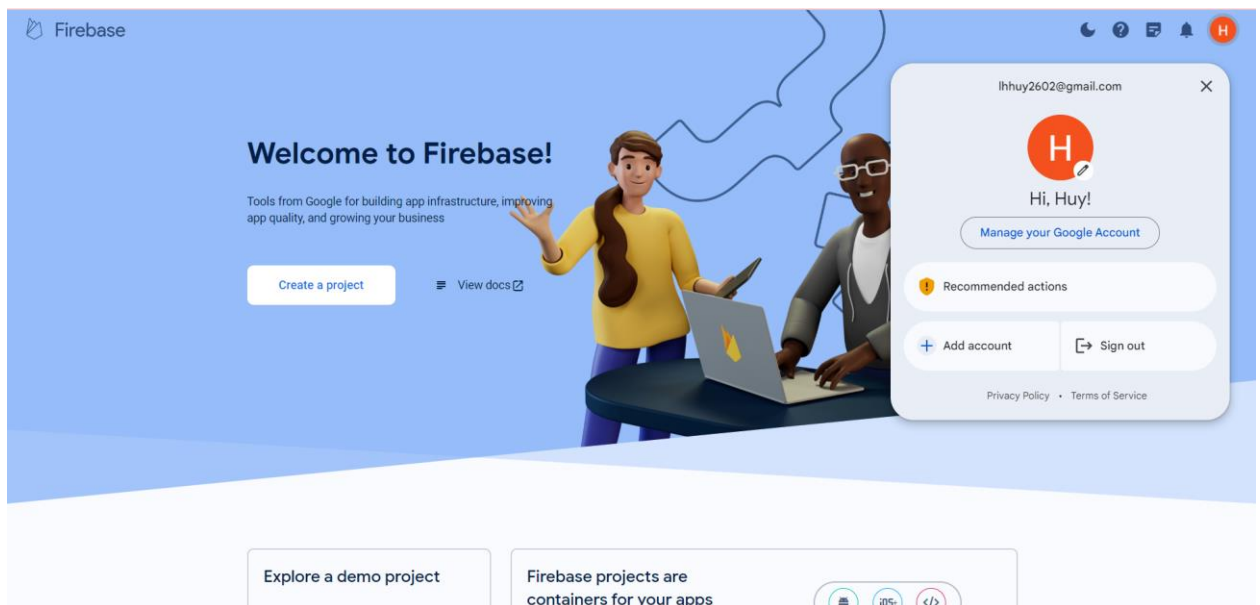 Firebase
H
lhhuy2602@gmail.com
H
Hi, Huy!
Manage your Google Account
Recommended actions
Add account
Sign out
Privacy Policy • Terms of Service
Welcome to Firebase!
Tools from Google for building app infrastructure, improving
app quality, and growing your business
Create a project
View docs
Explore a demo project
Firebase projects are
containers for your apps
iOS+